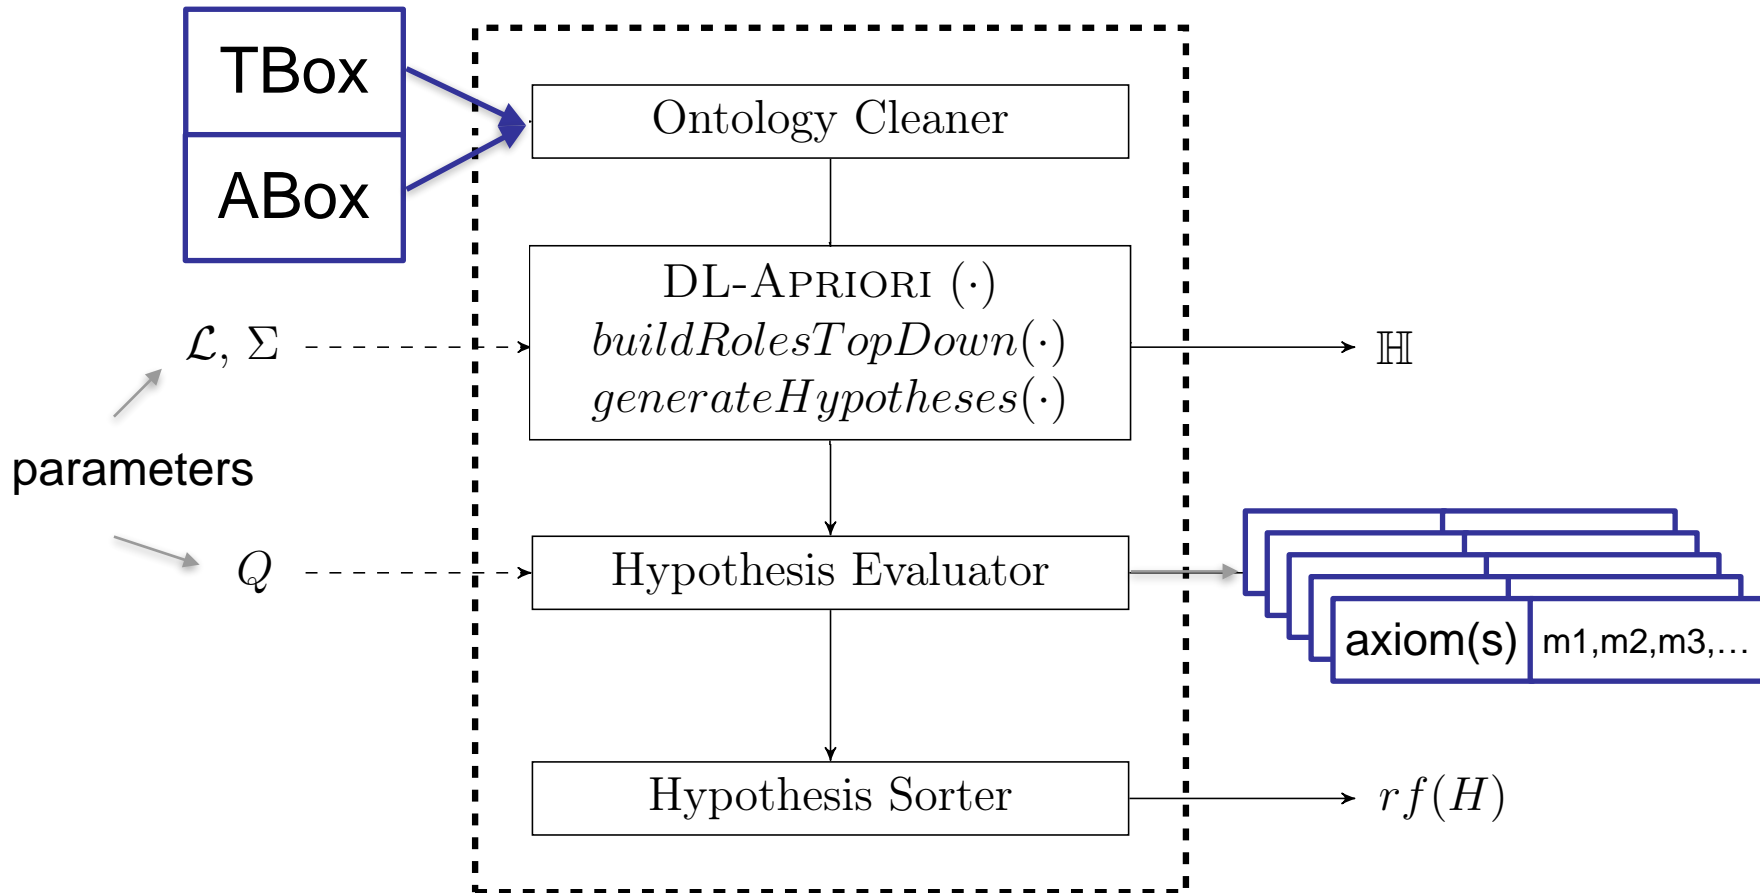 TBox
ABox
Ontology Cleaner
DL-APRIORI (·)
buildRolesTopDown(·)
generateHypotheses(·)
ℒ, Σ
ℍ
parameters
Q
Hypothesis Evaluator
axiom(s) m1,m2,m3,…
Hypothesis Sorter
rf(H)